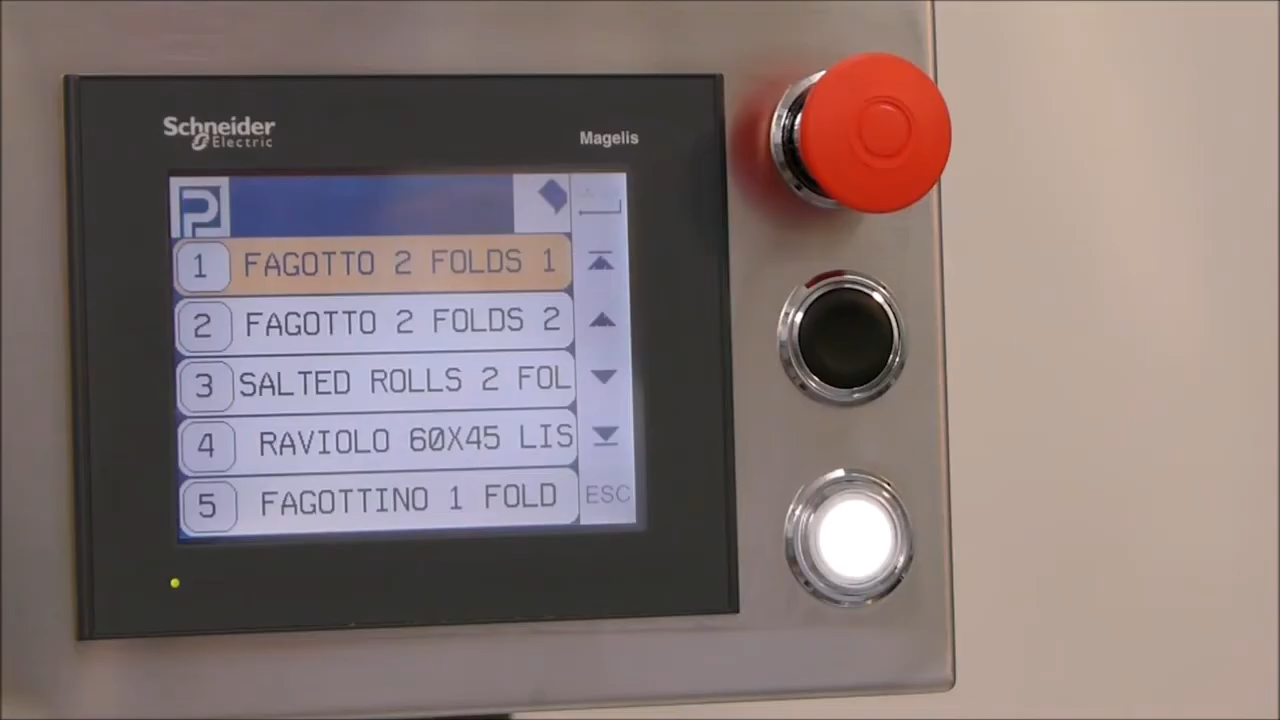 Schneider
Electric
Magelis
1 FAGOTTO 2 FOLDS 1
2 FAGOTTO 2 FOLDS 2
3 SALTED ROLLS 2 FOL
4 RAVIOLO 60X45 LIS
5 FAGOTTINO 1 FOLD
ESC